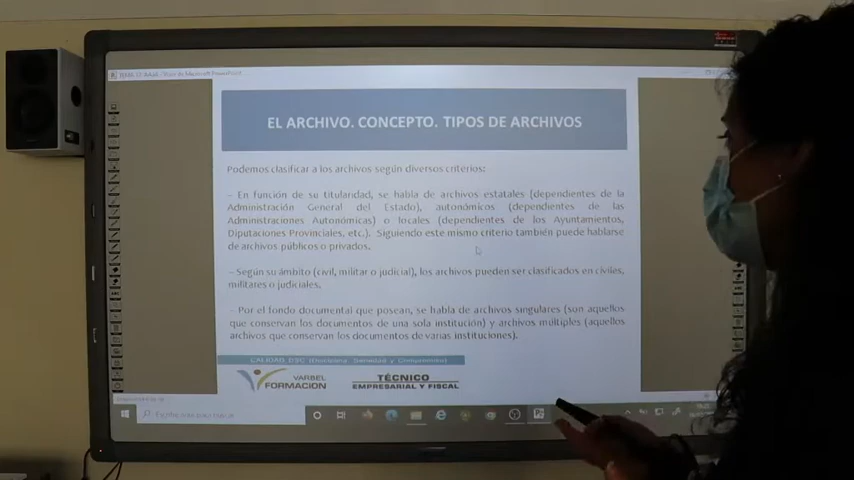 EL ARCHIVO. CONCEPTO. TIPOS DE ARCHIVOS
Podemos clasificar a los archivos según diversos criterios:
– En función de su titularidad, se habla de archivos estatales (dependientes de la
Administración General del Estado), autonómicos (dependientes de las
Administraciones Autonómicas) o locales (dependientes de los Ayuntamientos,
Diputaciones Provinciales, etc.). Siguiendo este mismo criterio también puede hablarse
de archivos públicos o privados.
– Según su ámbito (civil, militar o judicial), los archivos pueden ser clasificados en civiles,
militares o judiciales.
– Por el fondo documental que posean, se habla de archivos singulares (son aquellos
que conservan los documentos de una sola institución) y archivos múltiples (aquellos
archivos que conservan los documentos de varias instituciones).
VARBEL
FORMACIÓN
TÉCNICO
EMPRESARIAL Y FISCAL